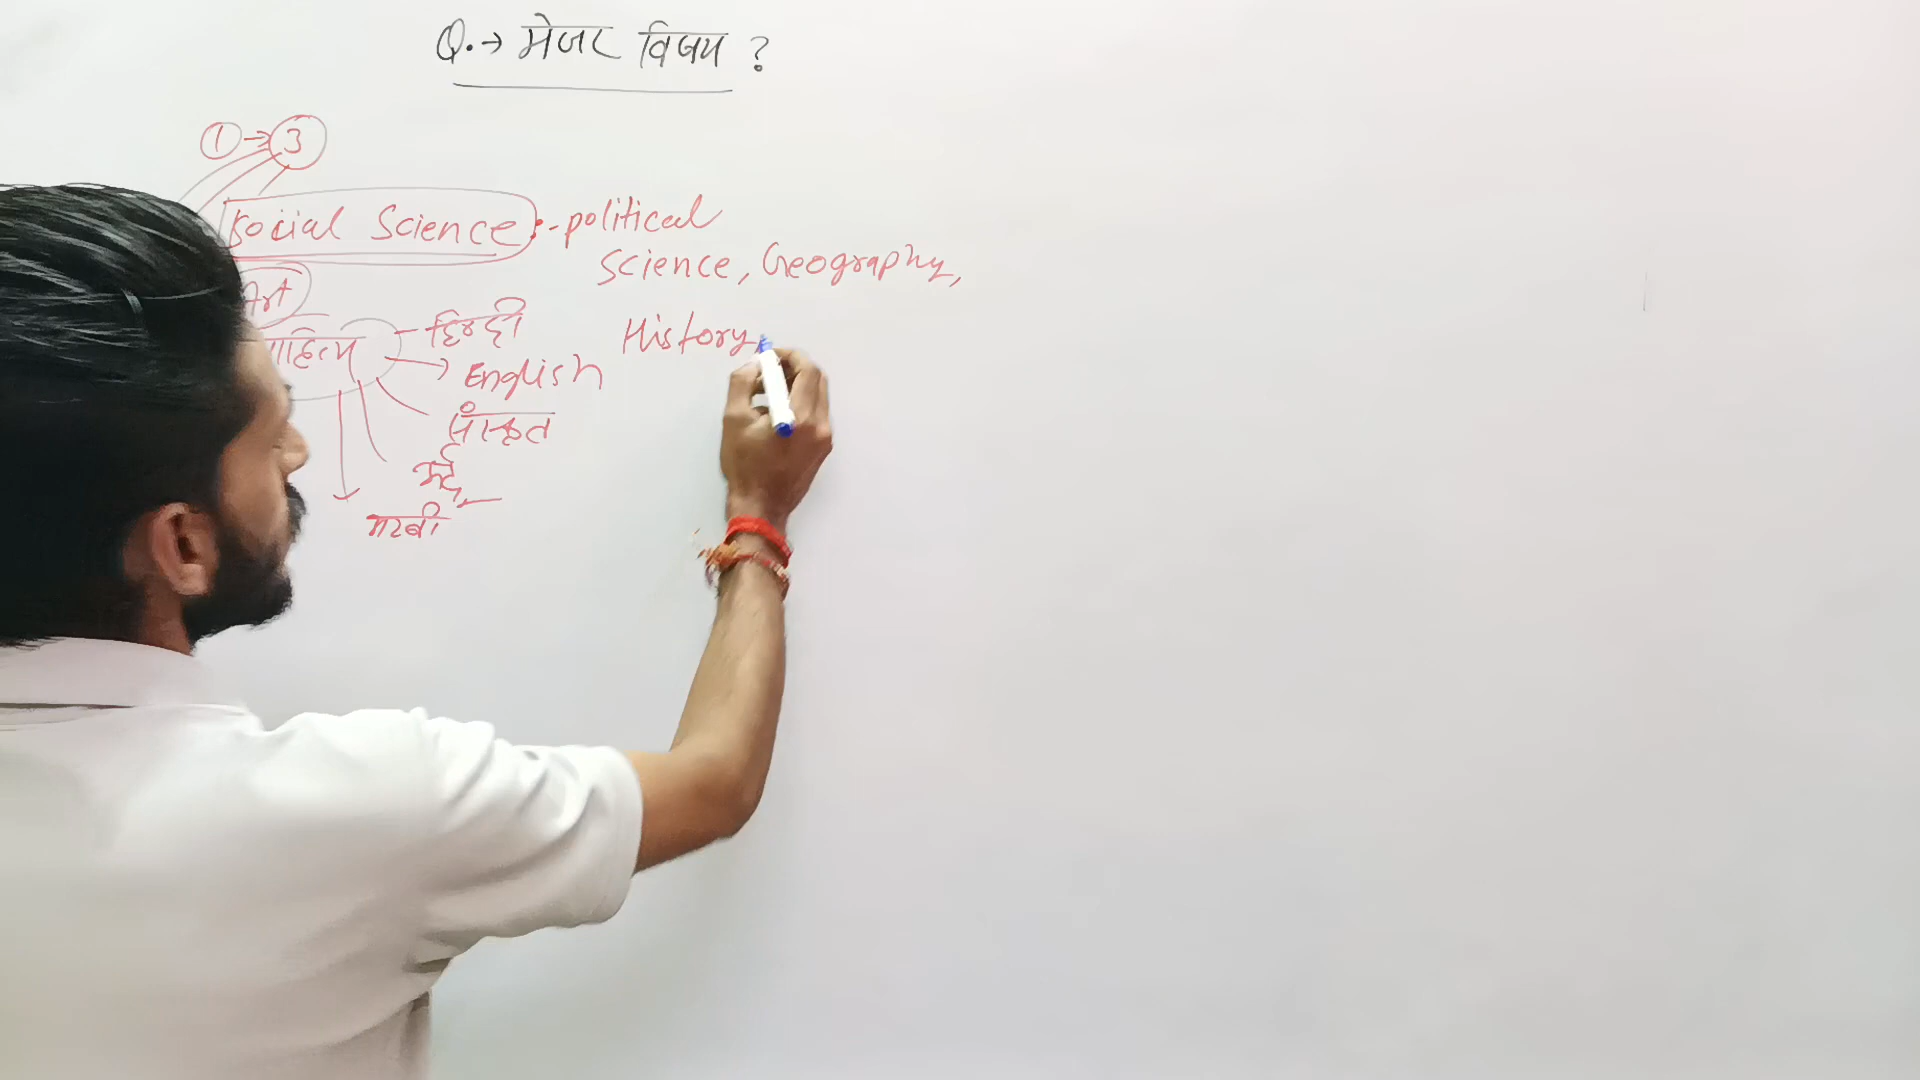 Q.→ मेजर विषय ?
1 → 3
Social Science :- political
Science, Geography,
History
Art
हिन्दी
English
संस्कृत
उर्दू
अरबी